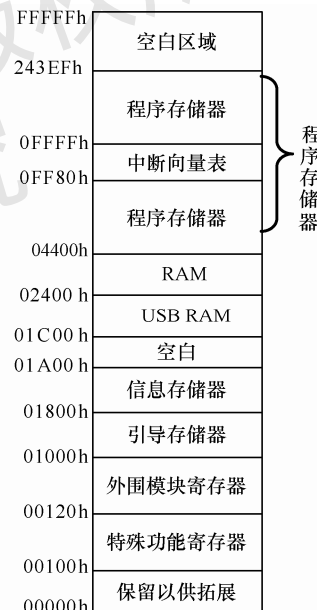 FFFFFh
空白区域
243EFh
程序存储器
0FFFFh
中断向量表
0FF80h
程序存储器
程序存储器
04400h
RAM
02400 h
USB RAM
01C00 h
空白
01A00 h
信息存储器
01800h
引导存储器
01000h
外围模块寄存器
00120h
特殊功能寄存器
00100h
保留以供拓展
00000h